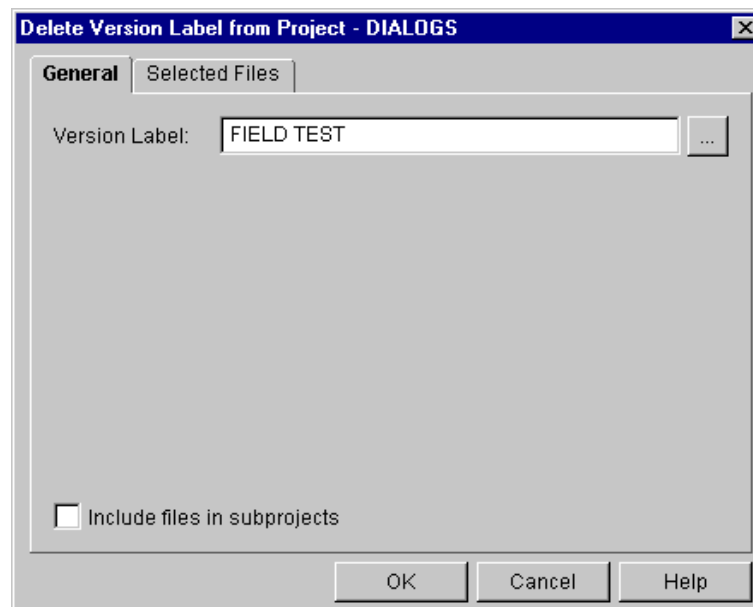 Delete Version Label from Project - DIALOGS
General Selected Files
Version Label: FIELD TEST ...
Include files in subprojects
OK Cancel Help